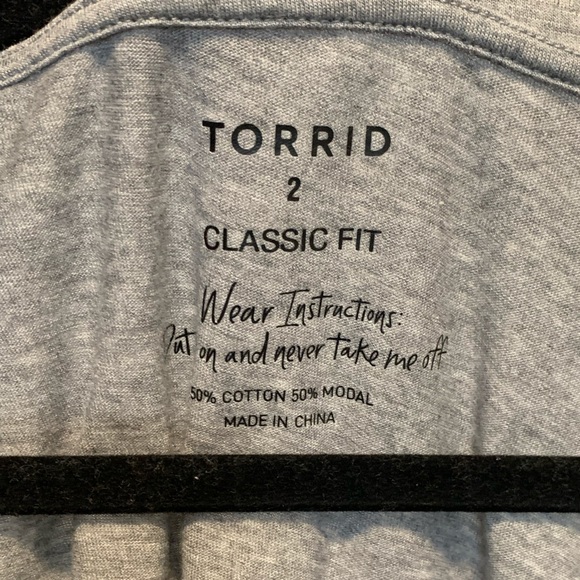 TORRID
2
CLASSIC FIT
Wear Instructions:
Put on and never take me off
50% COTTON 50% MODAL
MADE IN CHINA